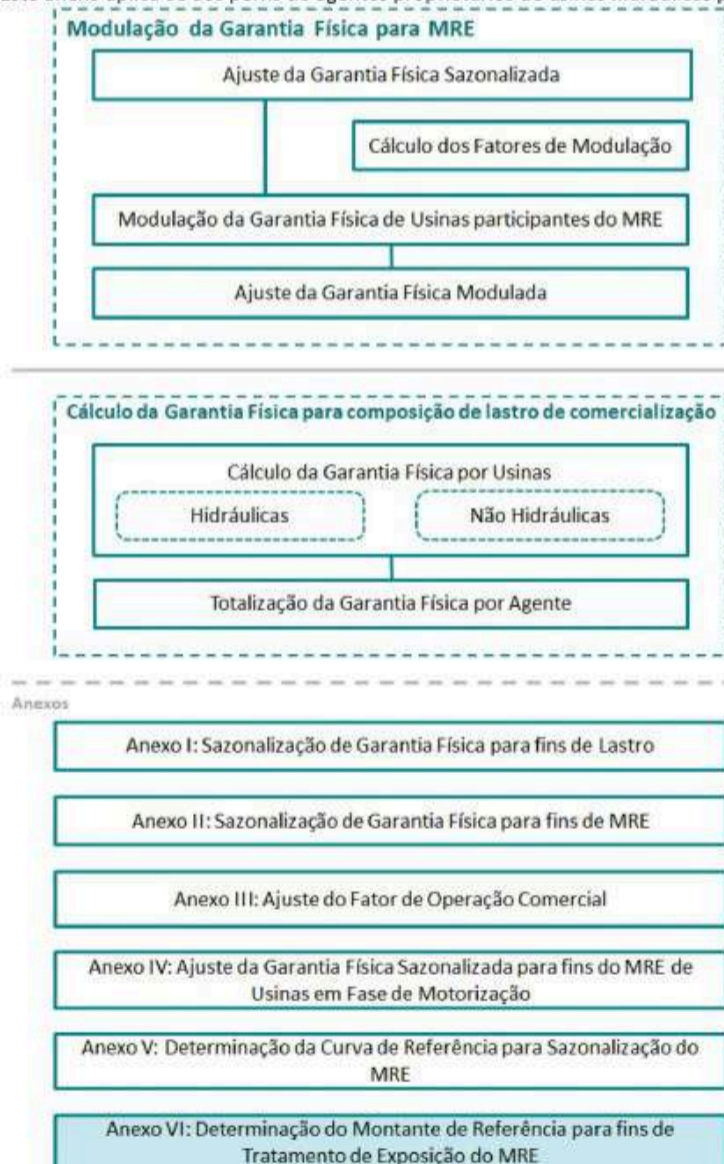 Modulação da Garantia Física para MRE
Ajuste da Garantia Física Sazonalizada
Cálculo dos Fatores de Modulação
Modulação da Garantia Física de Usinas participantes do MRE
Ajuste da Garantia Física Modulada
Cálculo da Garantia Física para composição de lastro de comercialização
Cálculo da Garantia Física por Usinas
Hidráulicas
Não Hidráulicas
Totalização da Garantia Física por Agente
Anexos
Anexo I: Sazonalização de Garantia Física para fins de Lastro
Anexo II: Sazonalização de Garantia Física para fins de MRE
Anexo III: Ajuste do Fator de Operação Comercial
Anexo IV: Ajuste da Garantia Física Sazonalizada para fins do MRE de
Usinas em Fase de Motorização
Anexo V: Determinação da Curva de Referência para Sazonalização do
MRE
Anexo VI: Determinação do Montante de Referência para fins de
Tratamento de Exposição do MRE